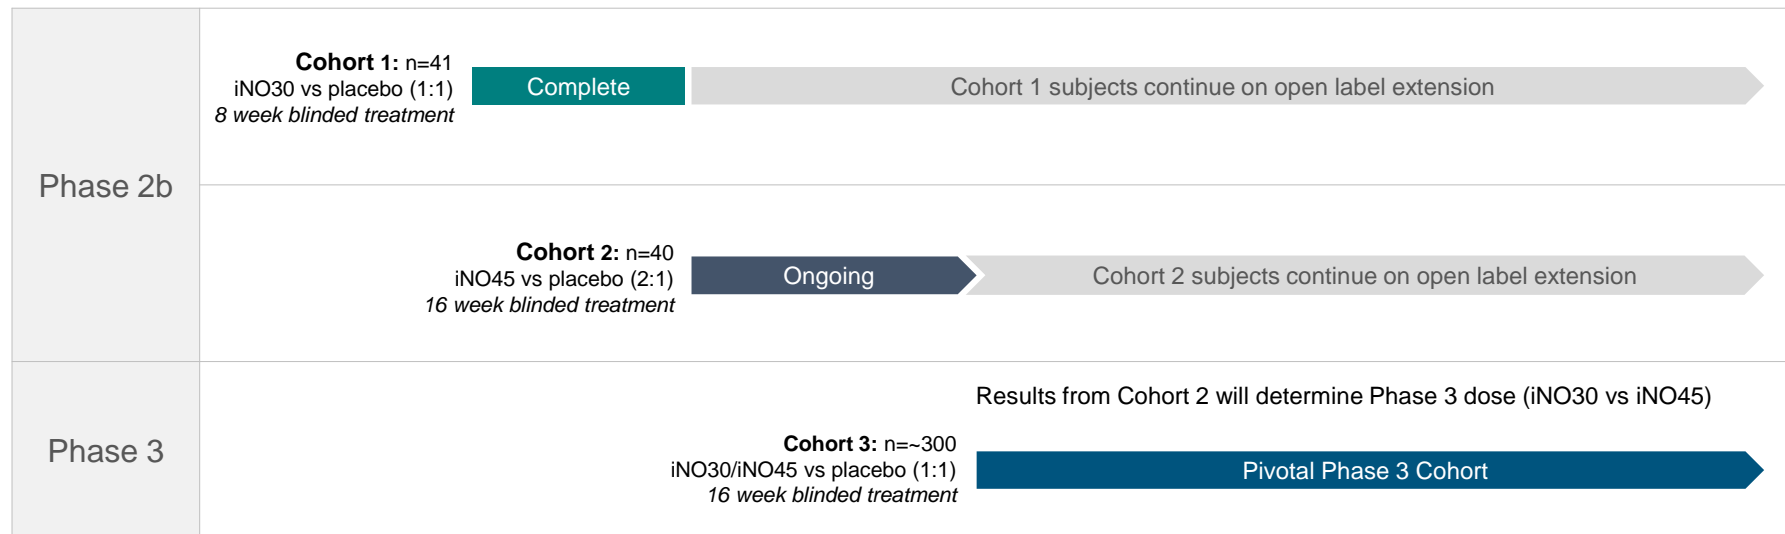 Phase 2b
Cohort 1: n=41
iNO30 vs placebo (1:1)
8 week blinded treatment
Complete
Cohort 1 subjects continue on open label extension
Cohort 2: n=40
iNO45 vs placebo (2:1)
16 week blinded treatment
Ongoing
Cohort 2 subjects continue on open label extension
Phase 3
Results from Cohort 2 will determine Phase 3 dose (iNO30 vs iNO45)
Cohort 3: n=~300
iNO30/iNO45 vs placebo (1:1)
16 week blinded treatment
Pivotal Phase 3 Cohort